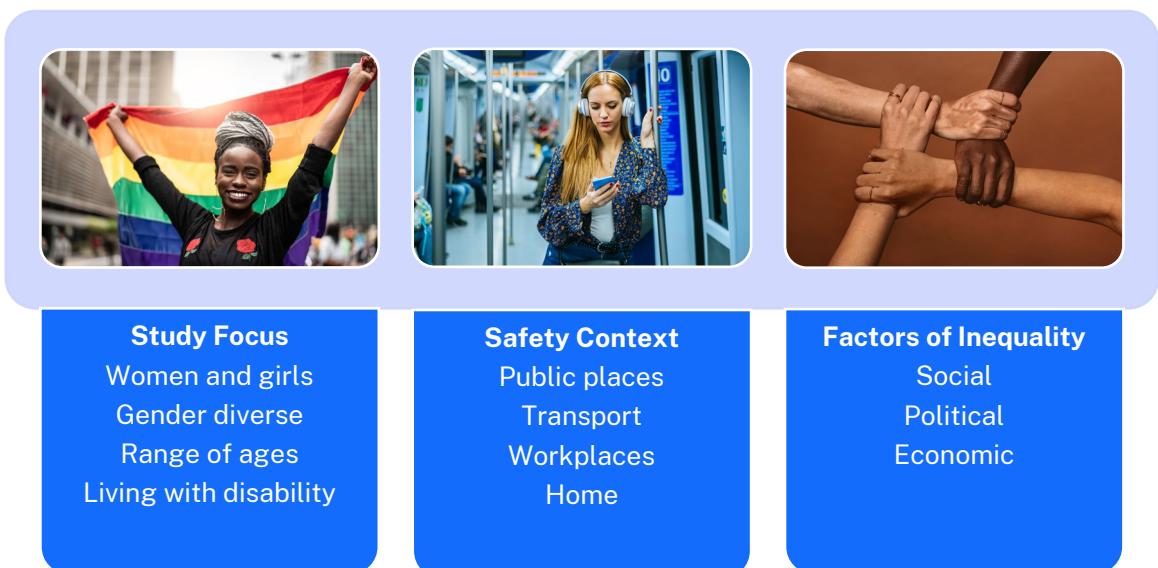 Study Focus
Women and girls
Gender diverse
Range of ages
Living with disability
Safety Context
Public places
Transport
Workplaces
Home
Factors of Inequality
Social
Political
Economic